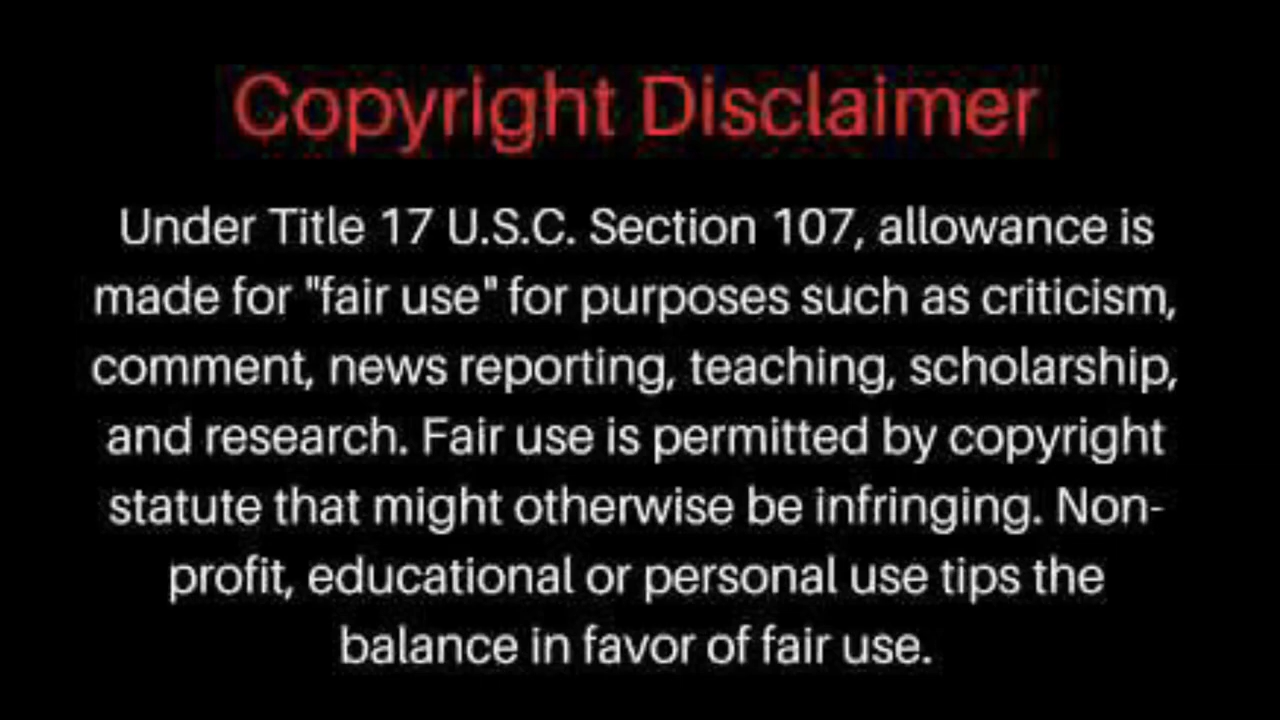 Copyright Disclaimer
Under Title 17 U.S.C. Section 107, allowance is
made for "fair use" for purposes such as criticism,
comment, news reporting, teaching, scholarship,
and research. Fair use is permitted by copyright
statute that might otherwise be infringing. Non-
profit, educational or personal use tips the
balance in favor of fair use.